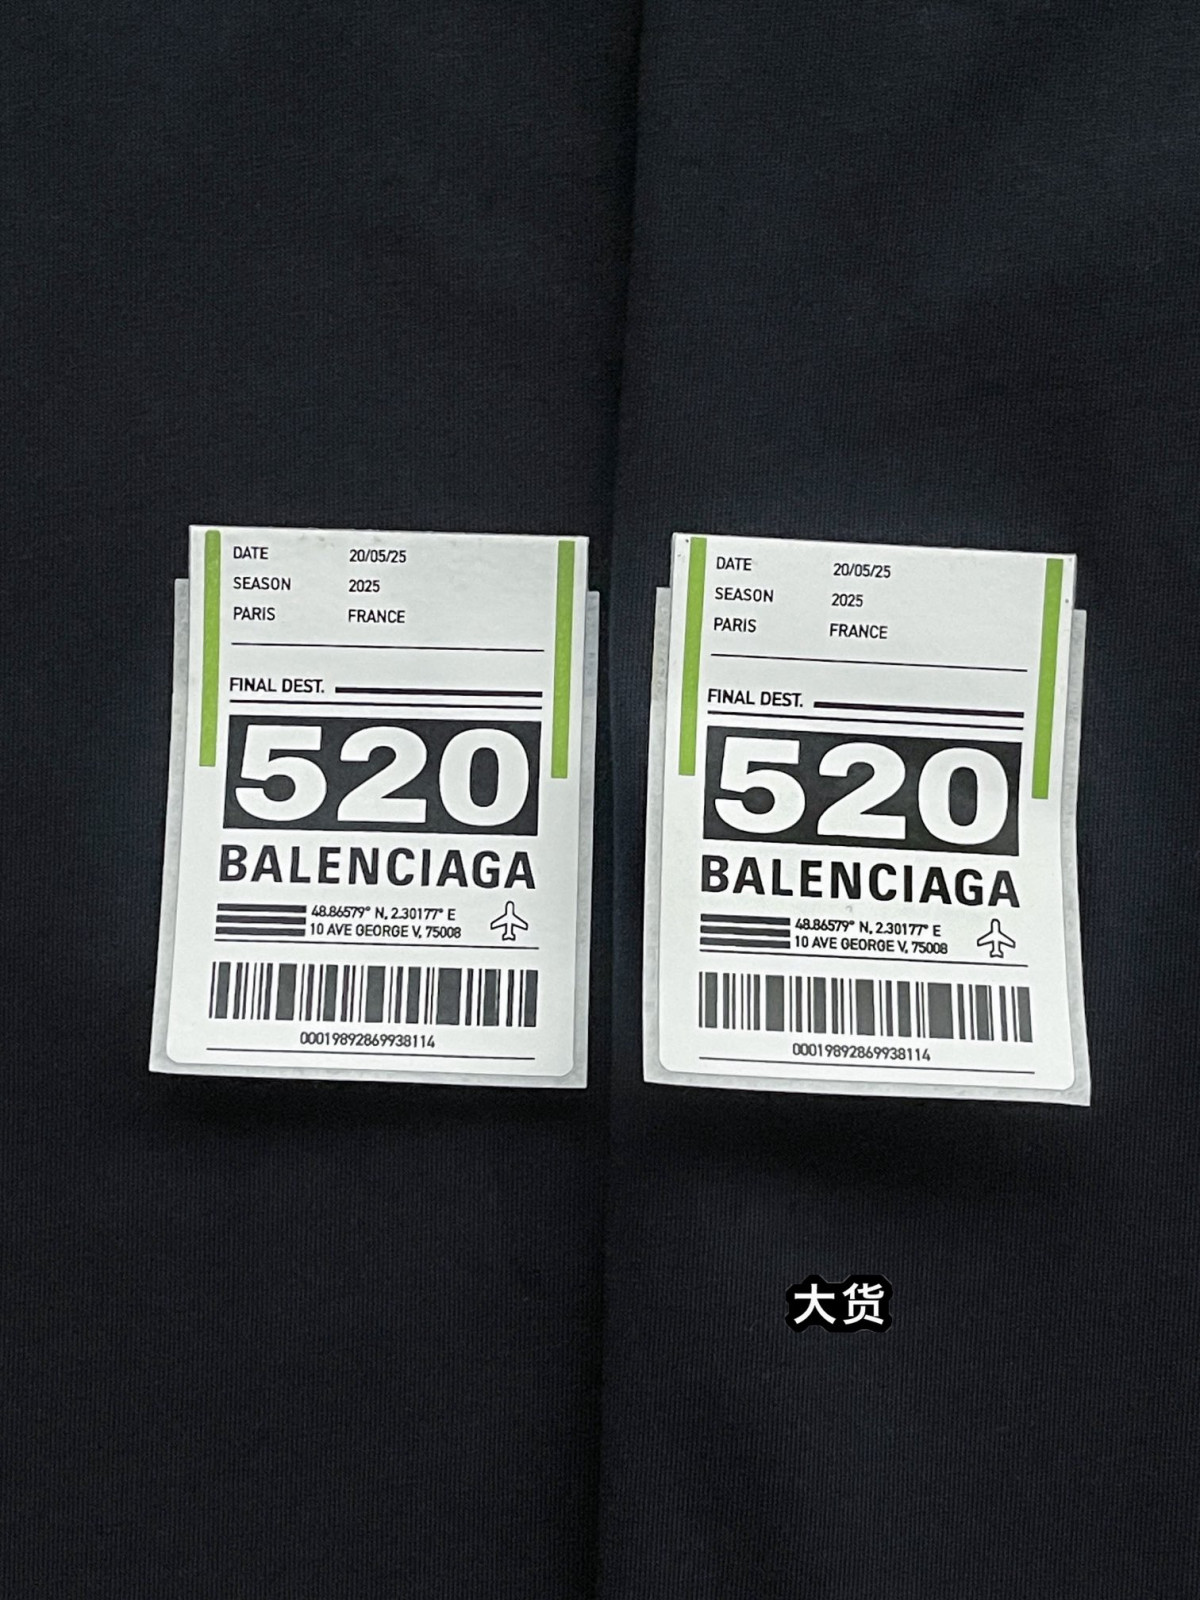 DATE 20/05/25
SEASON 2025
PARIS FRANCE
FINAL DEST.
520
BALENCIAGA
48.86579° N, 2.30177° E
10 AVE GEORGE V, 75008
00019892869938114
DATE 20/05/25
SEASON 2025
PARIS FRANCE
FINAL DEST.
520
BALENCIAGA
48.86579° N, 2.30177° E
10 AVE GEORGE V, 75008
00019892869938114
大货